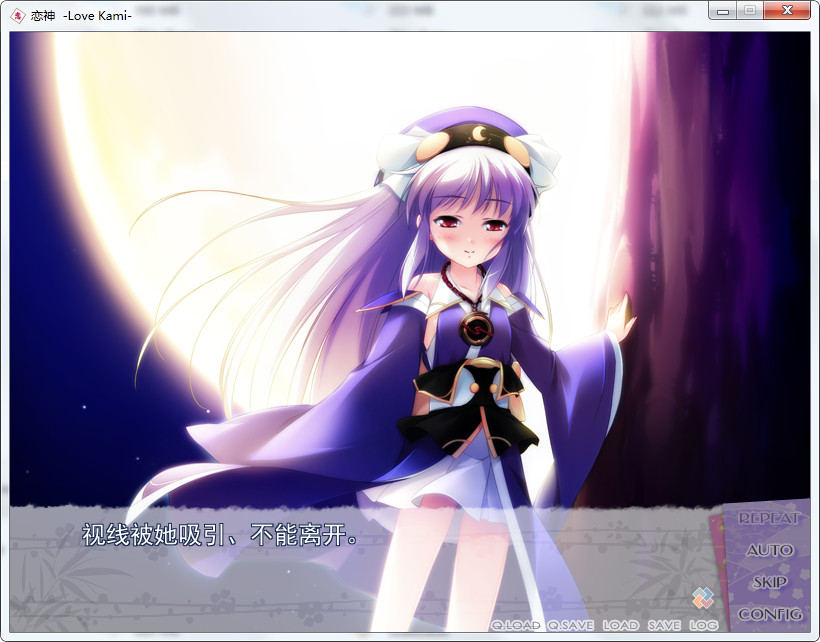 恋神 -Love Kami-
视线被她吸引、不能离开。
REPEAT
AUTO
SKIP
CONFIG
Q.LOAD Q.SAVE LOAD SAVE LOG